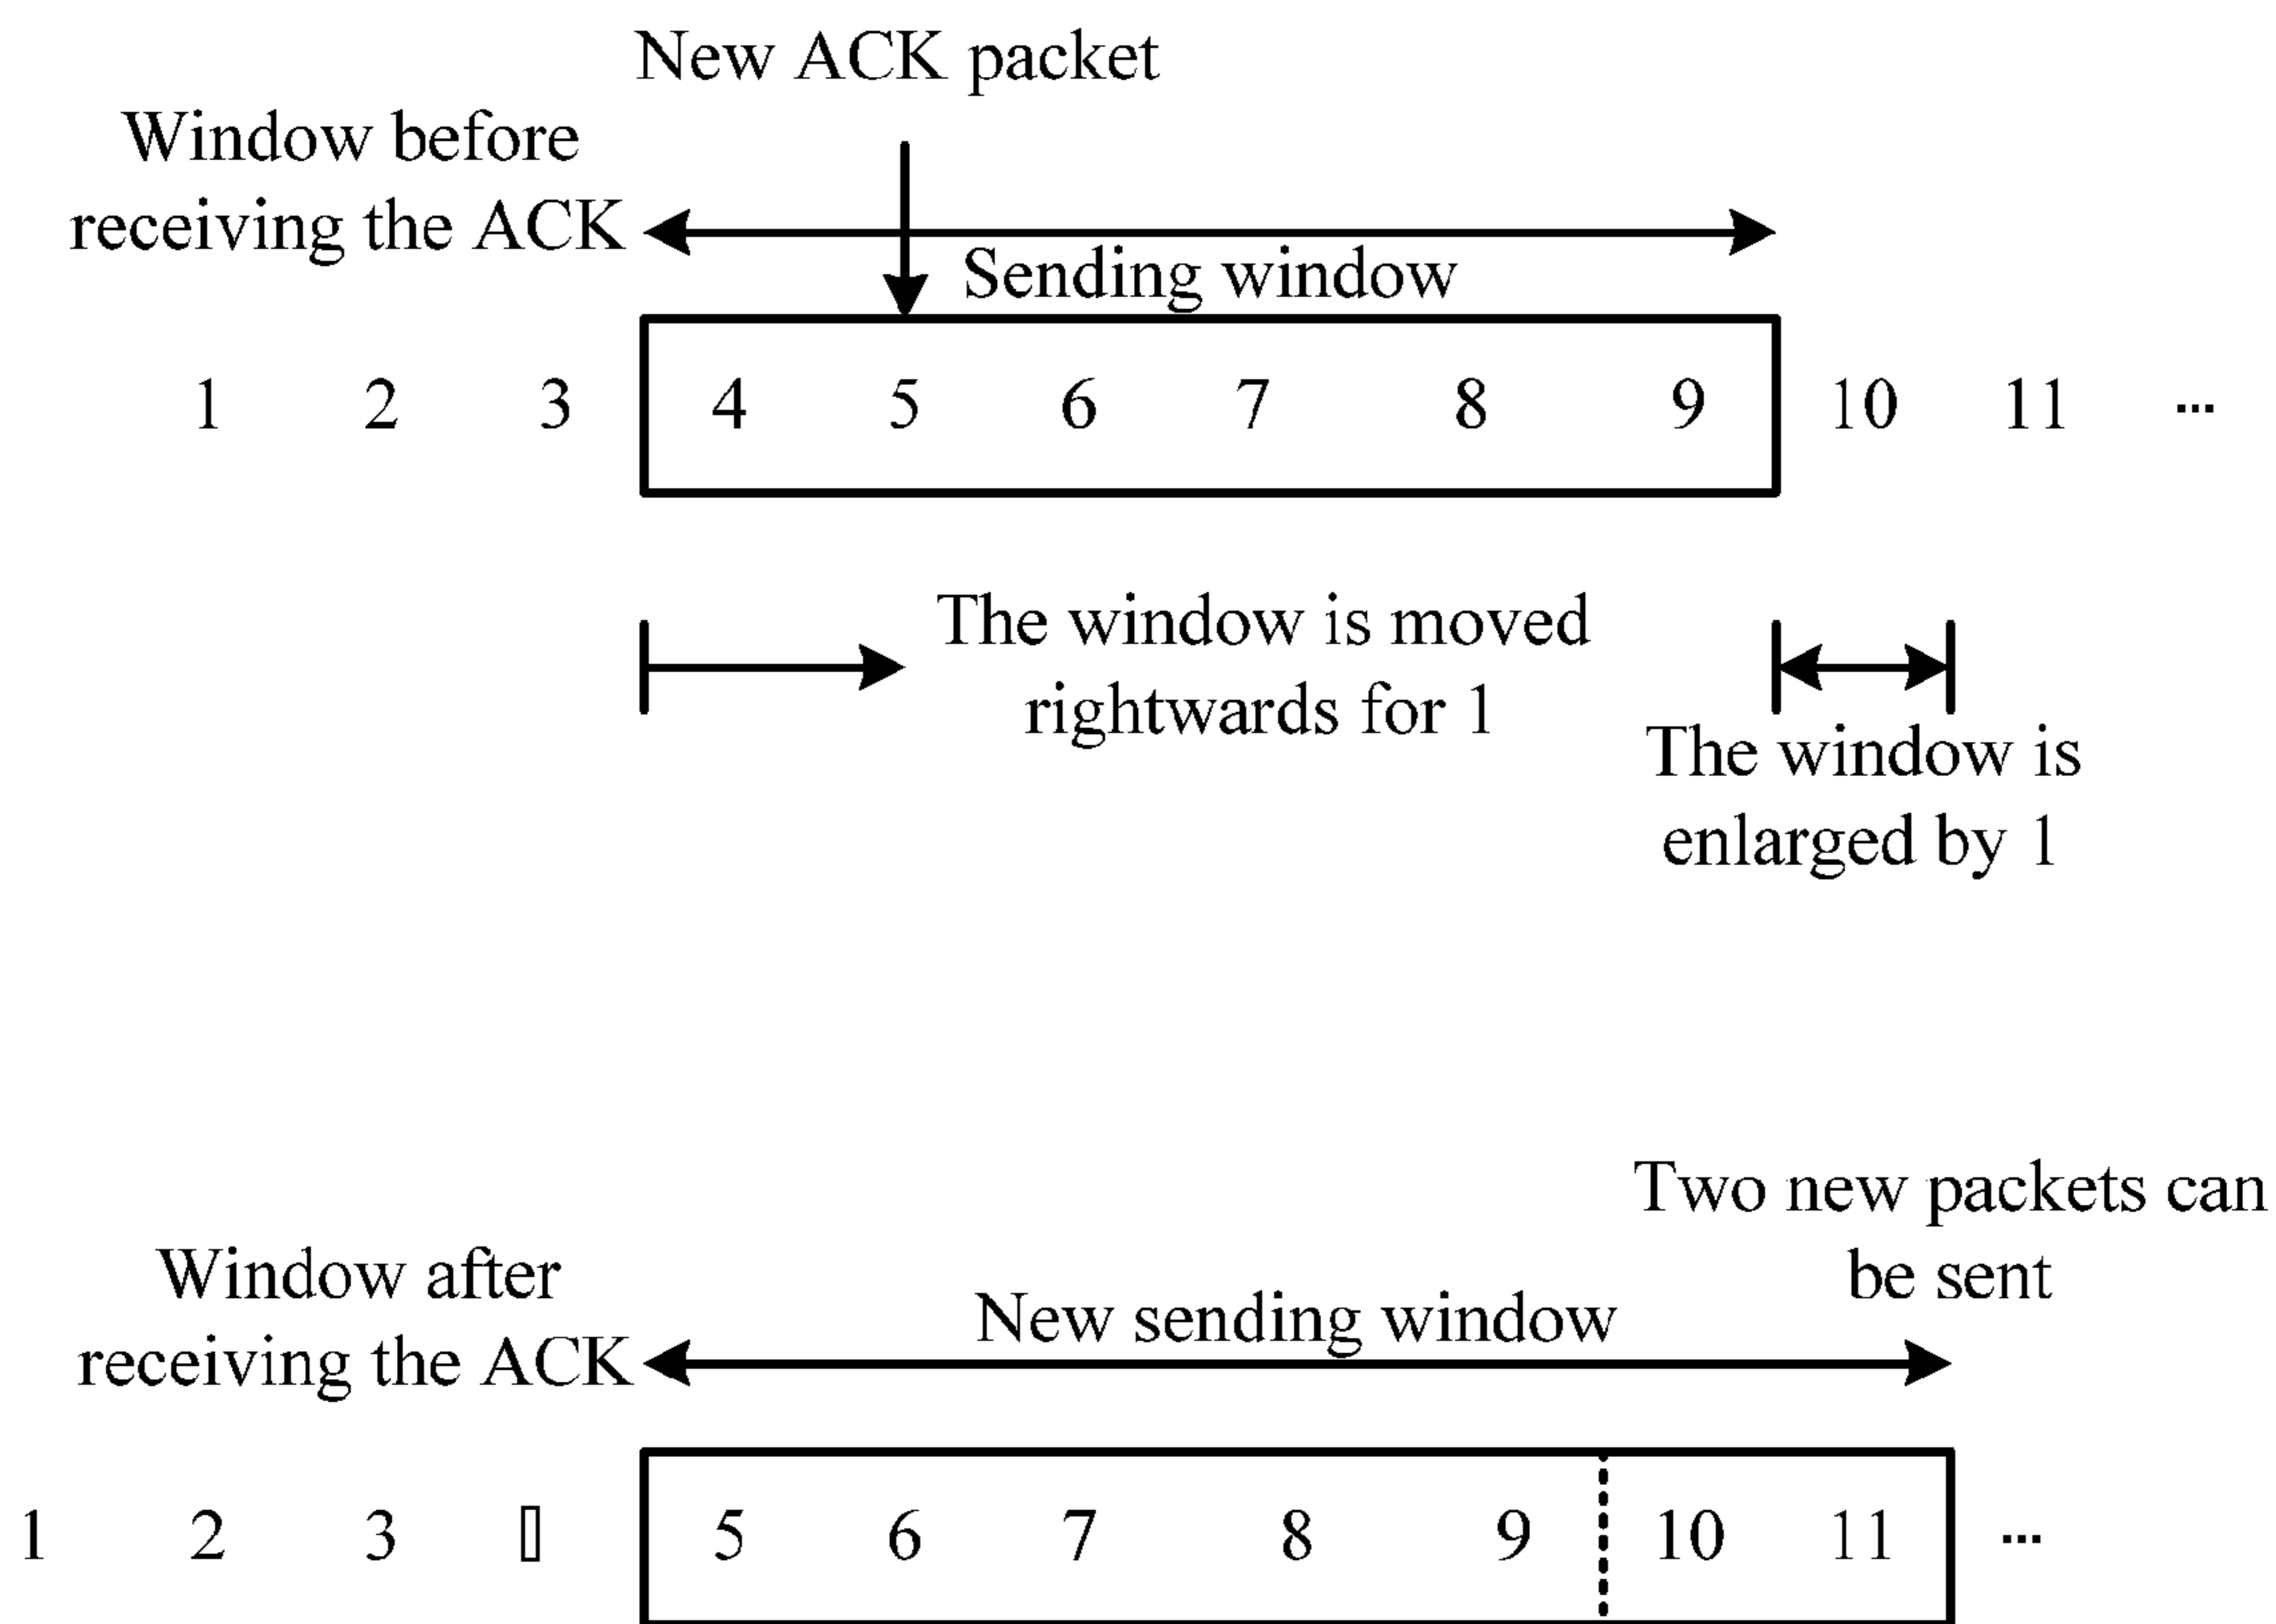 New ACK packet
Window before
receiving the ACK
Sending window
1 2 3 4 5 6 7 8 9 10 11 ...
The window is moved
rightwards for 1
The window is
enlarged by 1
Two new packets can
be sent
Window after
receiving the ACK
New sending window
1 2 3 ▯ 5 6 7 8 9 10 11 ...